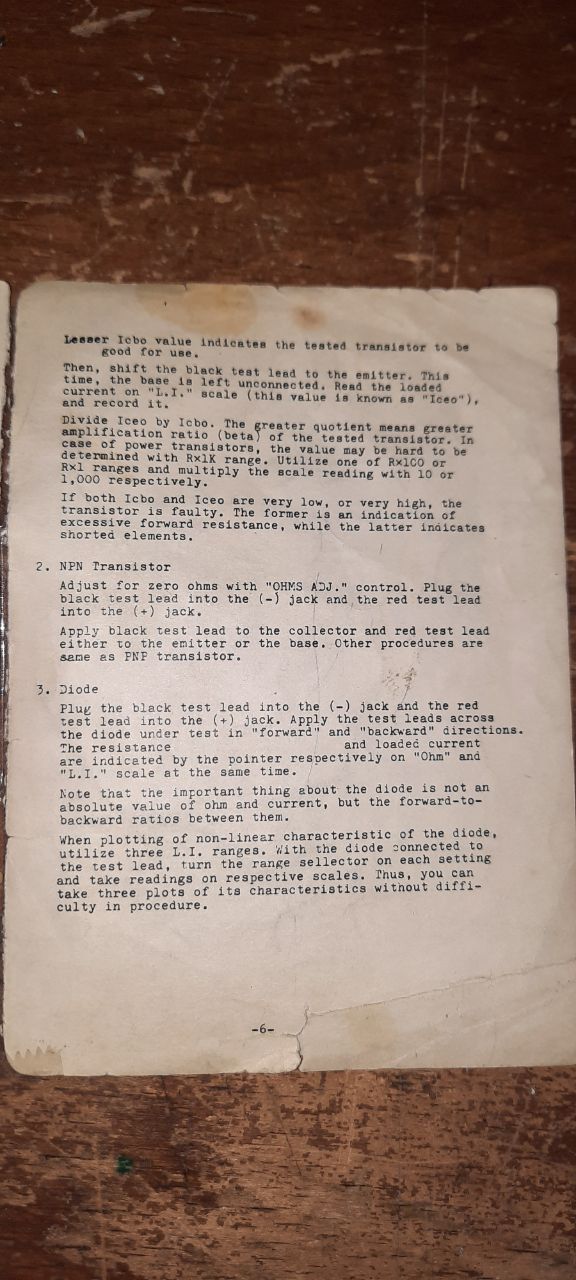 Lesser Icbo value indicates the tested transistor to be
good for use.
Then, shift the black test lead to the emitter. This
time, the base is left unconnected. Read the loaded
current on "L.I." scale (this value is known as "Iceo"),
and record it.
Divide Iceo by Icbo. The greater quotient means greater
amplification ratio (beta) of the tested transistor. In
case of power transistors, the value may be hard to be
determined with Rx1K range. Utilize one of Rx100 or
Rx1 ranges and multiply the scale reading with 10 or
1,000 respectively.
If both Icbo and Iceo are very low, or very high, the
transistor is faulty. The former is an indication of
excessive forward resistance, while the latter indicates
shorted elements.
2. NPN Transistor
Adjust for zero ohms with "OHMS ADJ." control. Plug the
black test lead into the (-) jack and the red test lead
into the (+) jack.
Apply black test lead to the collector and red test lead
either to the emitter or the base. Other procedures are
same as PNP transistor.
3. Diode
Plug the black test lead into the (-) jack and the red
test lead into the (+) jack. Apply the test leads across
the diode under test in "forward" and "backward" directions.
The resistance and loaded current
are indicated by the pointer respectively on "Ohm" and
"L.I." scale at the same time.
Note that the important thing about the diode is not an
absolute value of ohm and current, but the forward-to-
backward ratios between them.
When plotting of non-linear characteristic of the diode,
utilize three L.I. ranges. With the diode connected to
the test lead, turn the range sellector on each setting
and take readings on respective scales. Thus, you can
take three plots of its characteristics without diffi-
culty in procedure.
-6-